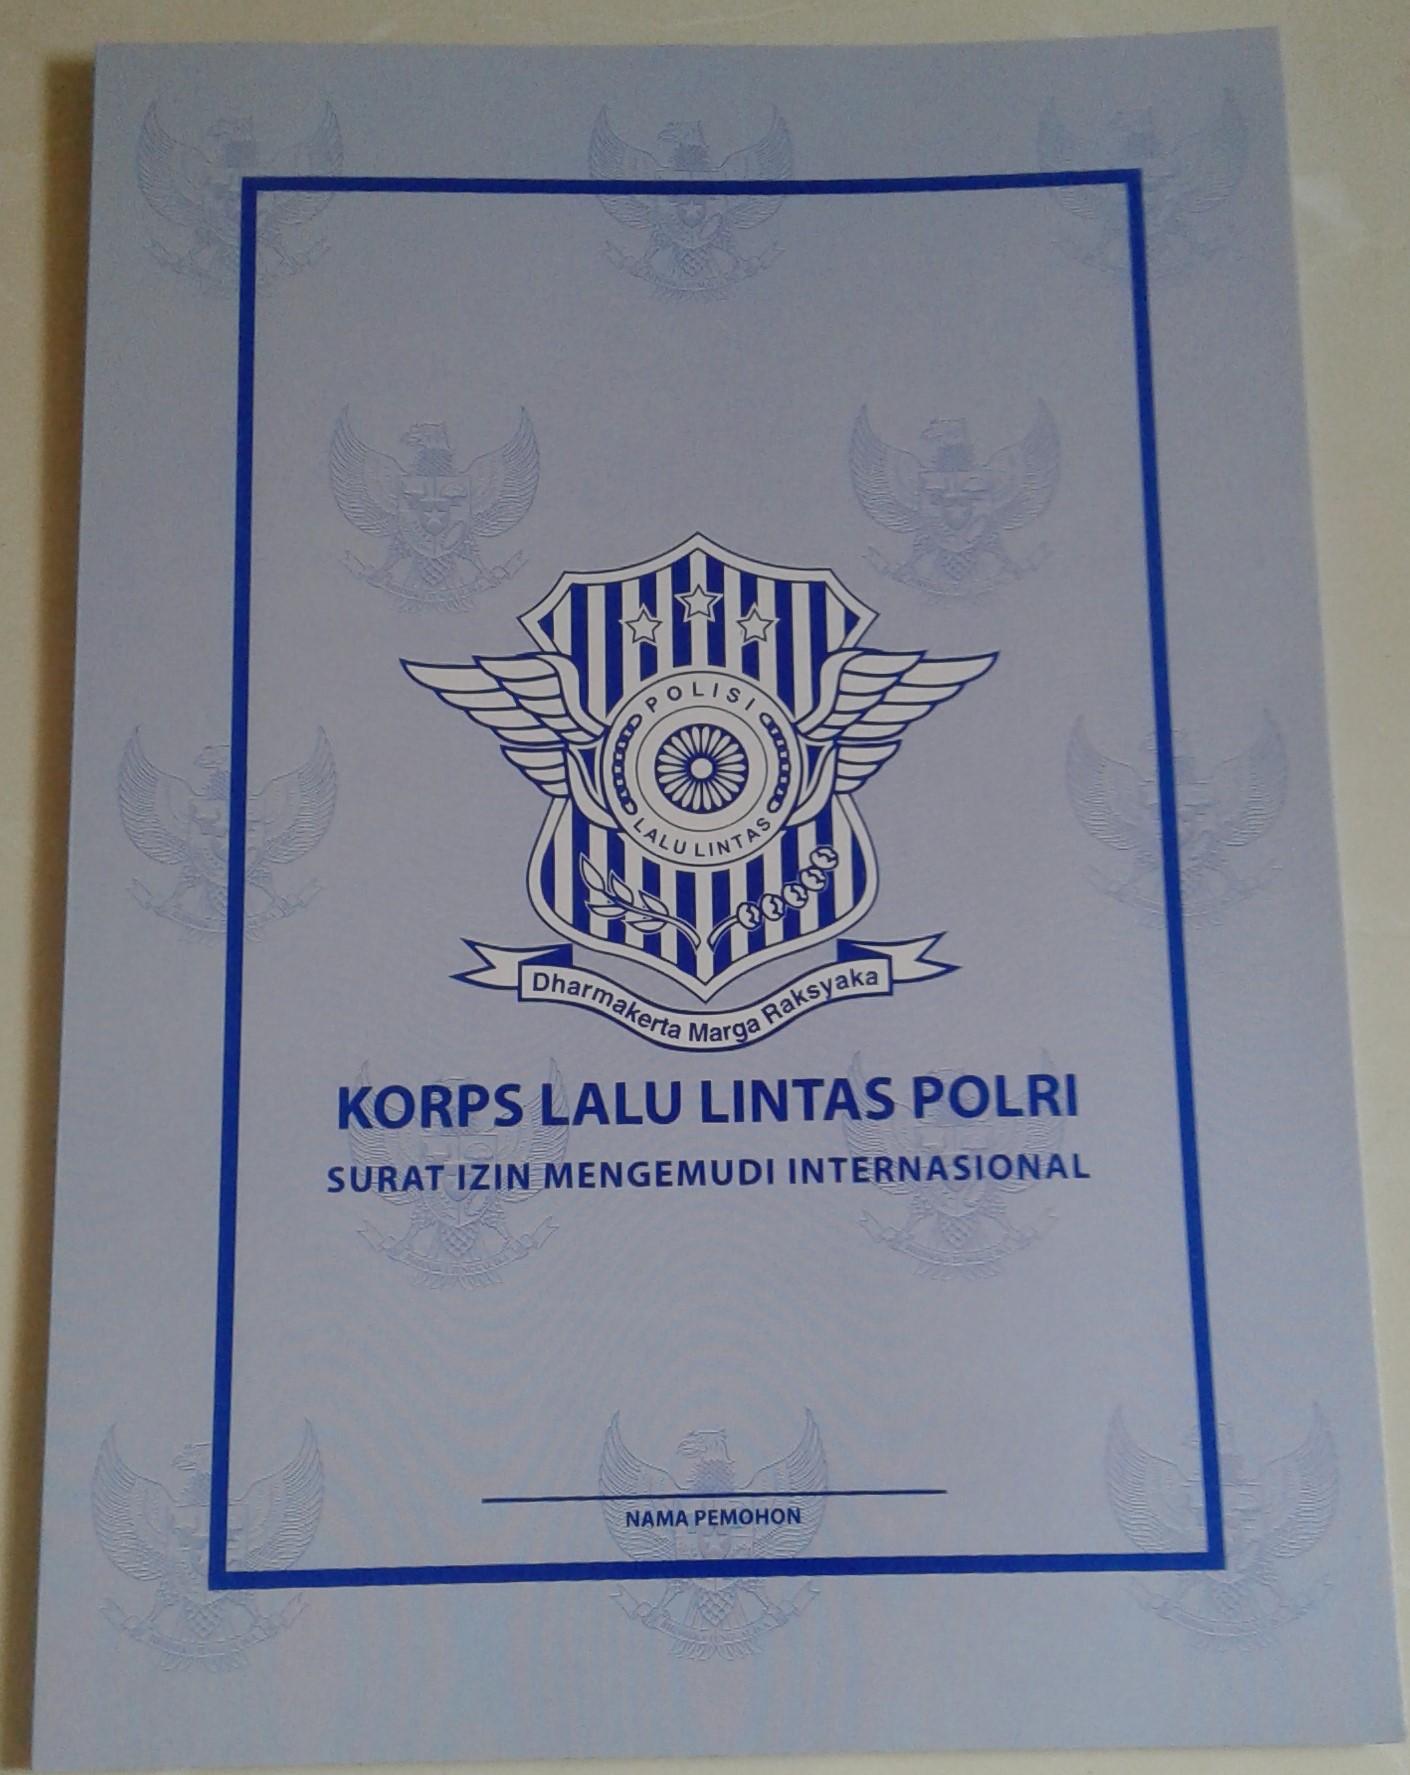 POLISI
LALU LINTAS
Dharmakerta Marga Raksyaka
KORPS LALU LINTAS POLRI
SURAT IZIN MENGEMUDI INTERNASIONAL
NAMA PEMOHON